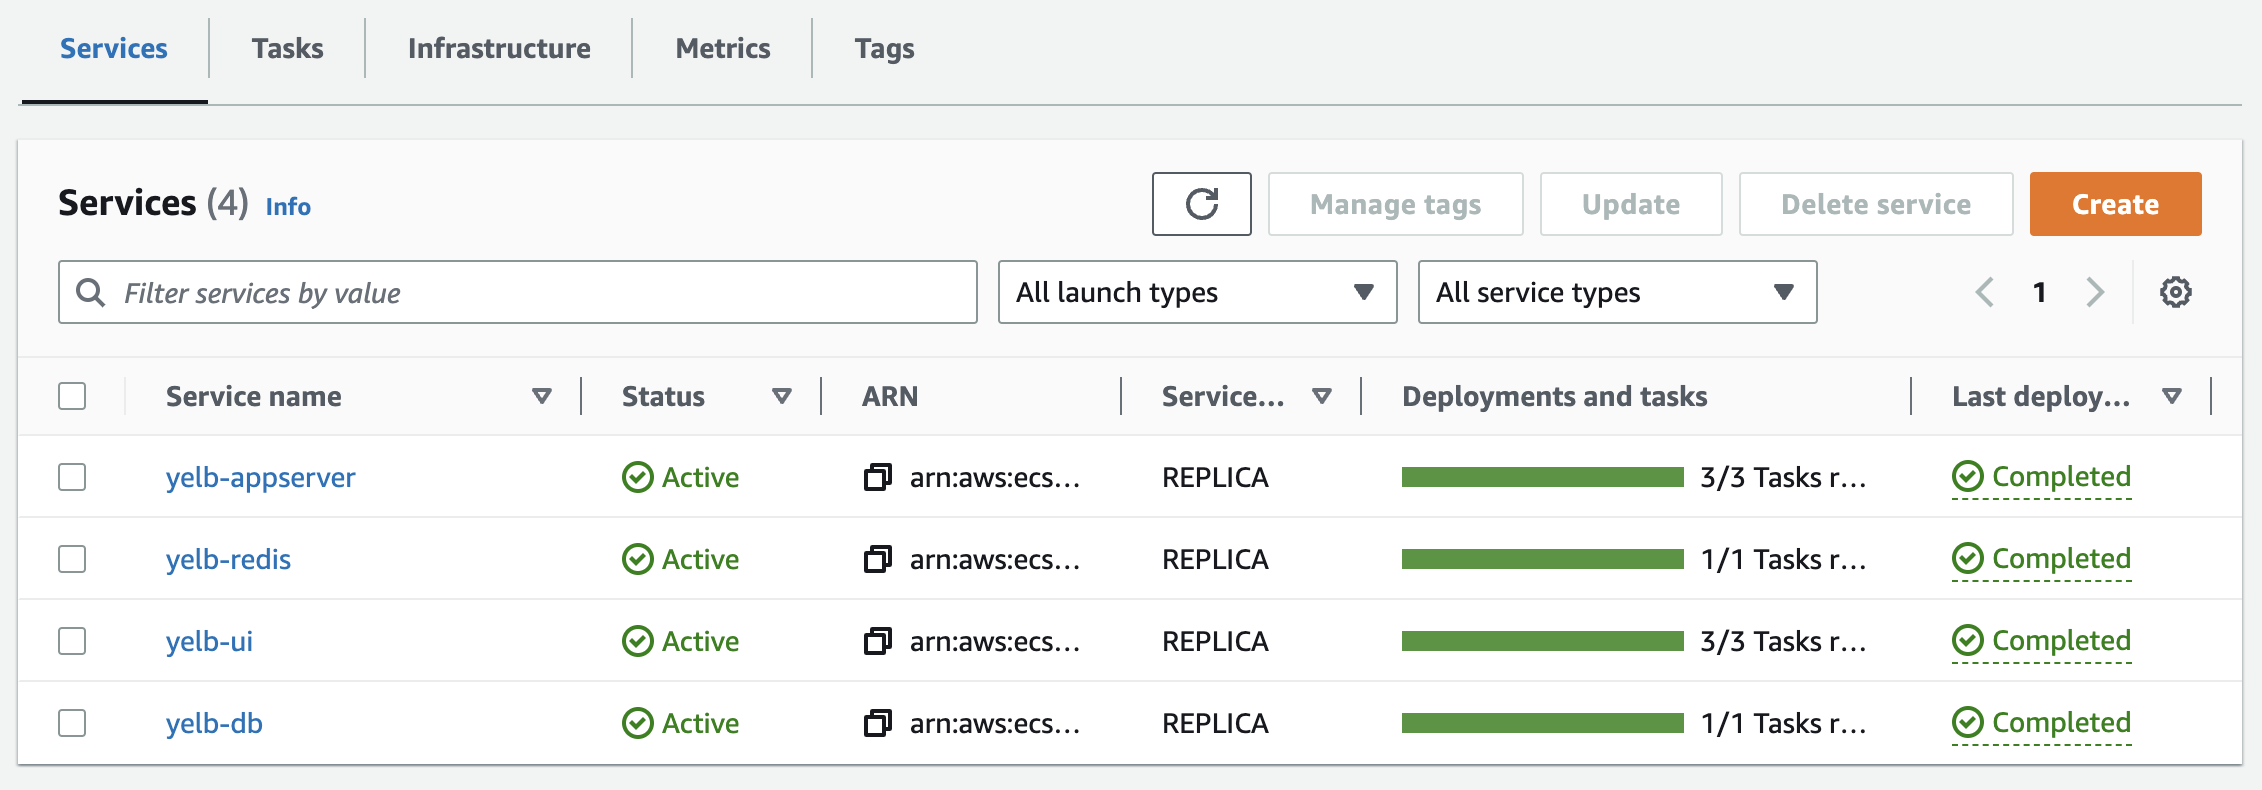 Services Tasks Infrastructure Metrics Tags
Services (4) Info Manage tags Update Delete service Create
Filter services by value All launch types All service types 1
Service name Status ARN Service... Deployments and tasks Last deploy...
yelb-appserver Active arn:aws:ecs... REPLICA 3/3 Tasks r... Completed
yelb-redis Active arn:aws:ecs... REPLICA 1/1 Tasks r... Completed
yelb-ui Active arn:aws:ecs... REPLICA 3/3 Tasks r... Completed
yelb-db Active arn:aws:ecs... REPLICA 1/1 Tasks r... Completed